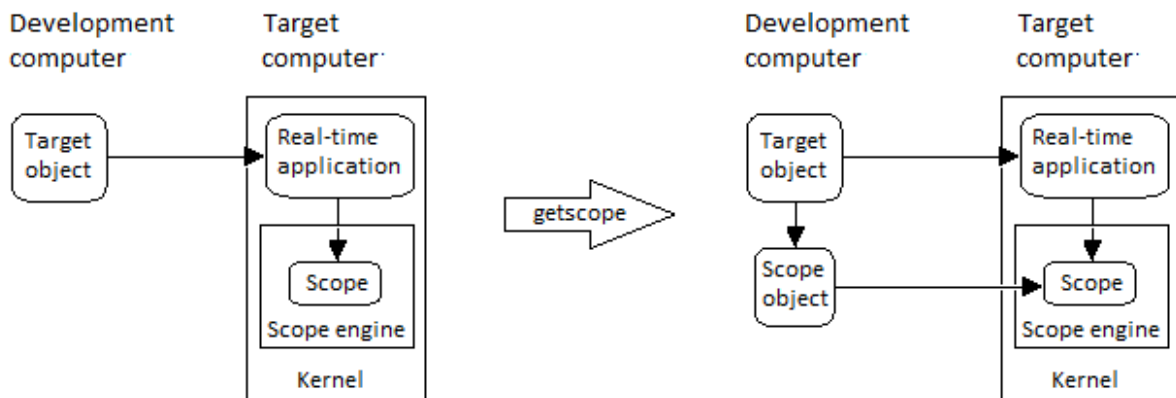 Development
computer
Target
computer
Target
object
Real-time
application
Scope
Scope engine
Kernel
getscope
Development
computer
Target
computer
Target
object
Scope
object
Real-time
application
Scope
Scope engine
Kernel